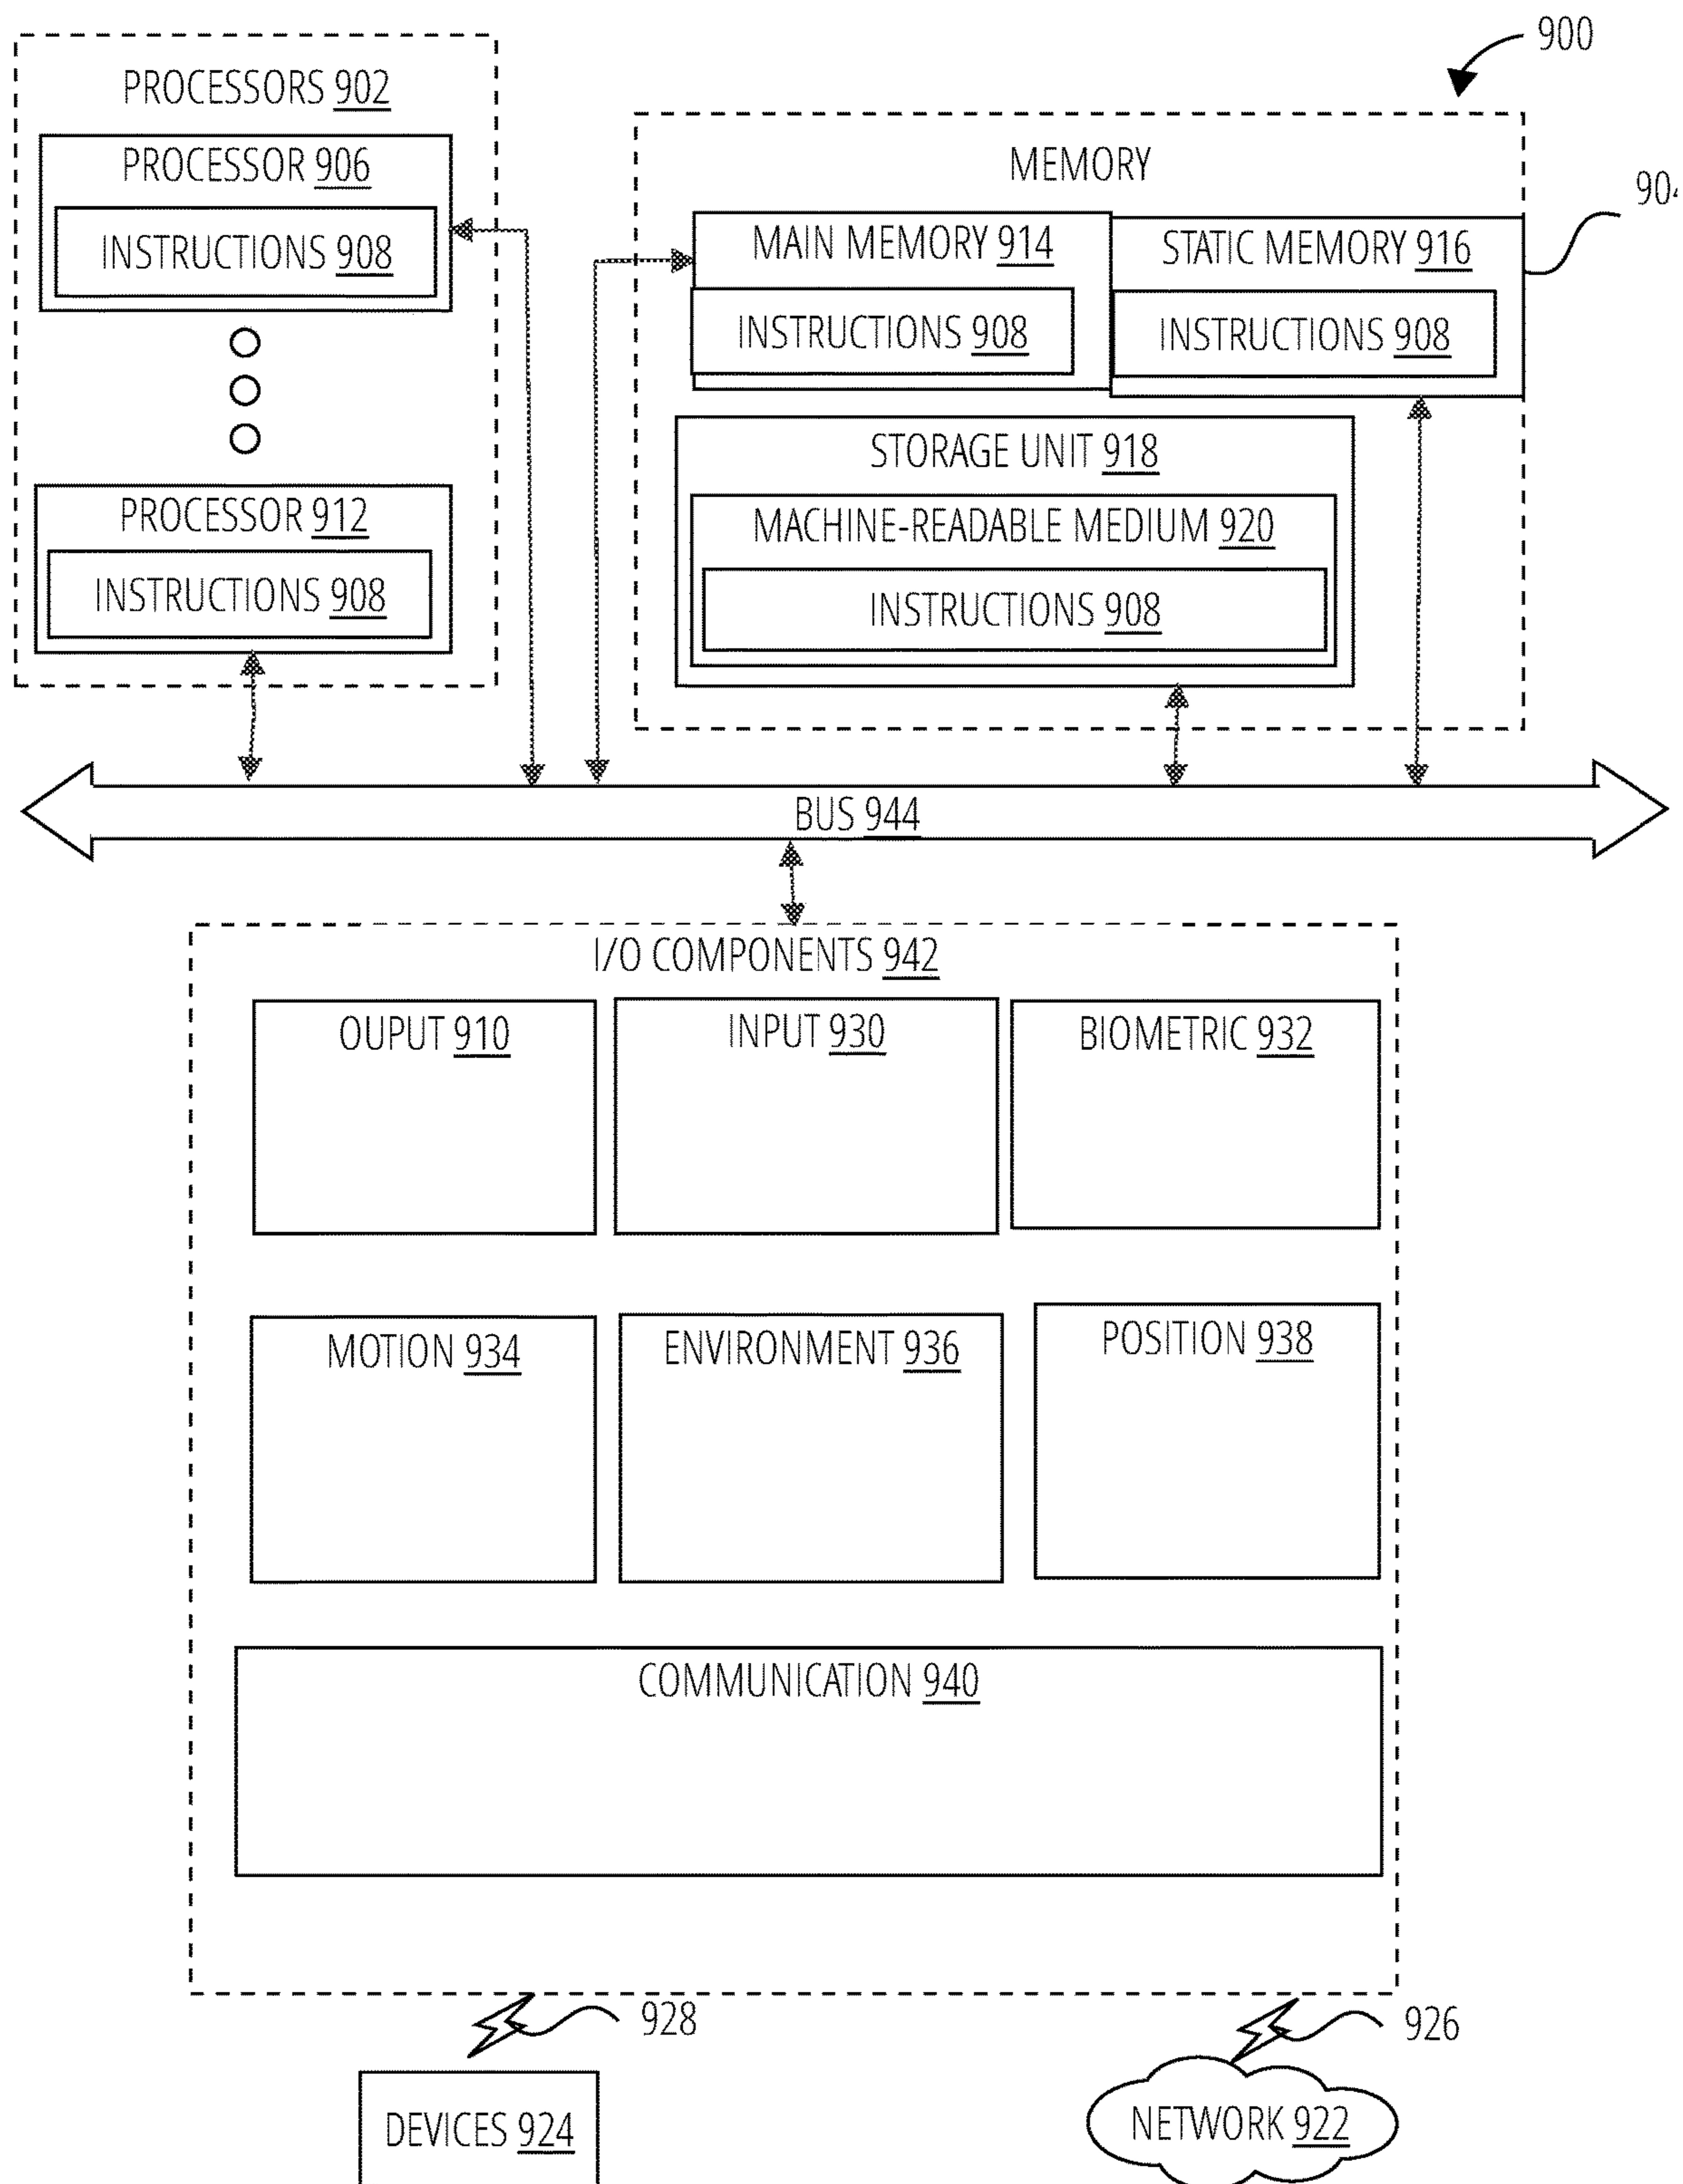 900
PROCESSORS 902
PROCESSOR 906
INSTRUCTIONS 908
PROCESSOR 912
INSTRUCTIONS 908
MEMORY
904
MAIN MEMORY 914
INSTRUCTIONS 908
STATIC MEMORY 916
INSTRUCTIONS 908
STORAGE UNIT 918
MACHINE-READABLE MEDIUM 920
INSTRUCTIONS 908
BUS 944
I/O COMPONENTS 942
OUPUT 910
INPUT 930
BIOMETRIC 932
MOTION 934
ENVIRONMENT 936
POSITION 938
COMMUNICATION 940
928
926
DEVICES 924
NETWORK 922